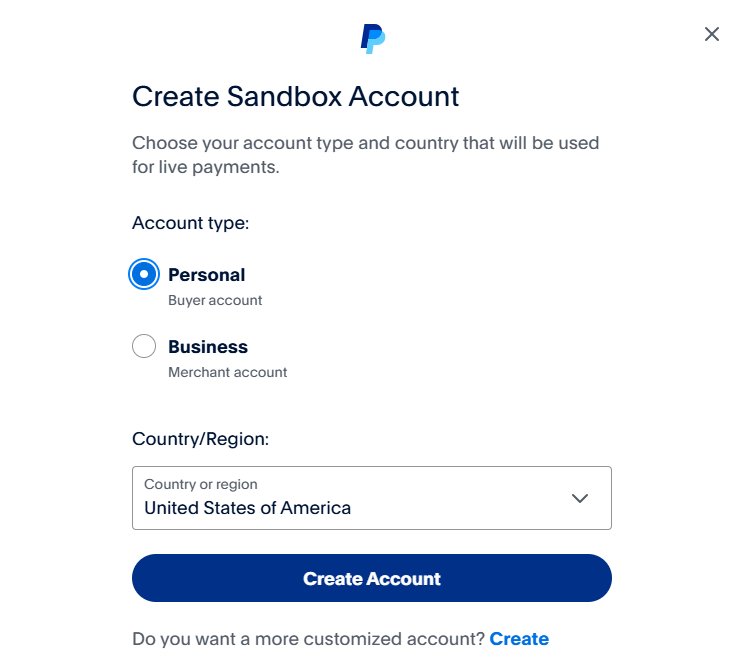 Create Sandbox Account
Choose your account type and country that will be used
for live payments.
Account type:
Personal
Buyer account
Business
Merchant account
Country/Region:
Country or region
United States of America
Create Account
Do you want a more customized account? Create